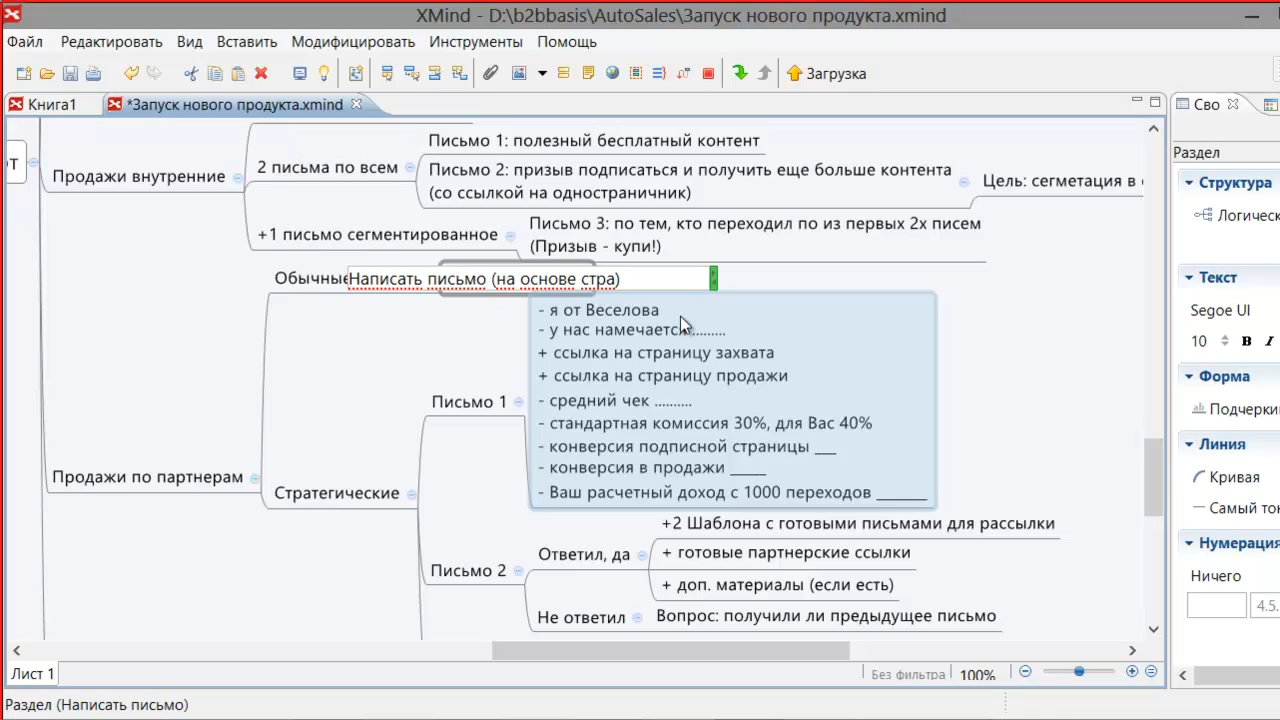 XMind - D:\b2bbasis\AutoSales\Запуск нового продукта.xmind
Файл Редактировать Вид Вставить Модифицировать Инструменты Помощь
Загрузка
Книга1 *Запуск нового продукта.xmind
Сво
Раздел
Структура
Логическ
Текст
Segoe UI
10 В I
Форма
Подчерки
Линия
Кривая
Самый тон
Нумерация
Ничего
4.5.
Продажи внутренние
2 письма по всем
Письмо 1: полезный бесплатный контент
Письмо 2: призыв подписаться и получить еще больше контента
(со ссылкой на одностраничник)
Цель: сегметация в
+1 письмо сегментированное
Письмо 3: по тем, кто переходил по из первых 2х писем
(Призыв - купи!)
Продажи по партнерам
Обычные
Написать письмо (на основе стра)
Стратегические
Письмо 1
- я от Веселова
- у нас намечается.........
+ ссылка на страницу захвата
+ ссылка на страницу продажи
- средний чек .........
- стандартная комиссия 30%, для Вас 40%
- конверсия подписной страницы ___
- конверсия в продажи _____
- Ваш расчетный доход с 1000 переходов _______
Письмо 2
Ответил, да
+2 Шаблона с готовыми письмами для рассылки
+ готовые партнерские ссылки
+ доп. материалы (если есть)
Не ответил
Вопрос: получили ли предыдущее письмо
Лист 1
Без фильтра 100%
Раздел (Написать письмо)